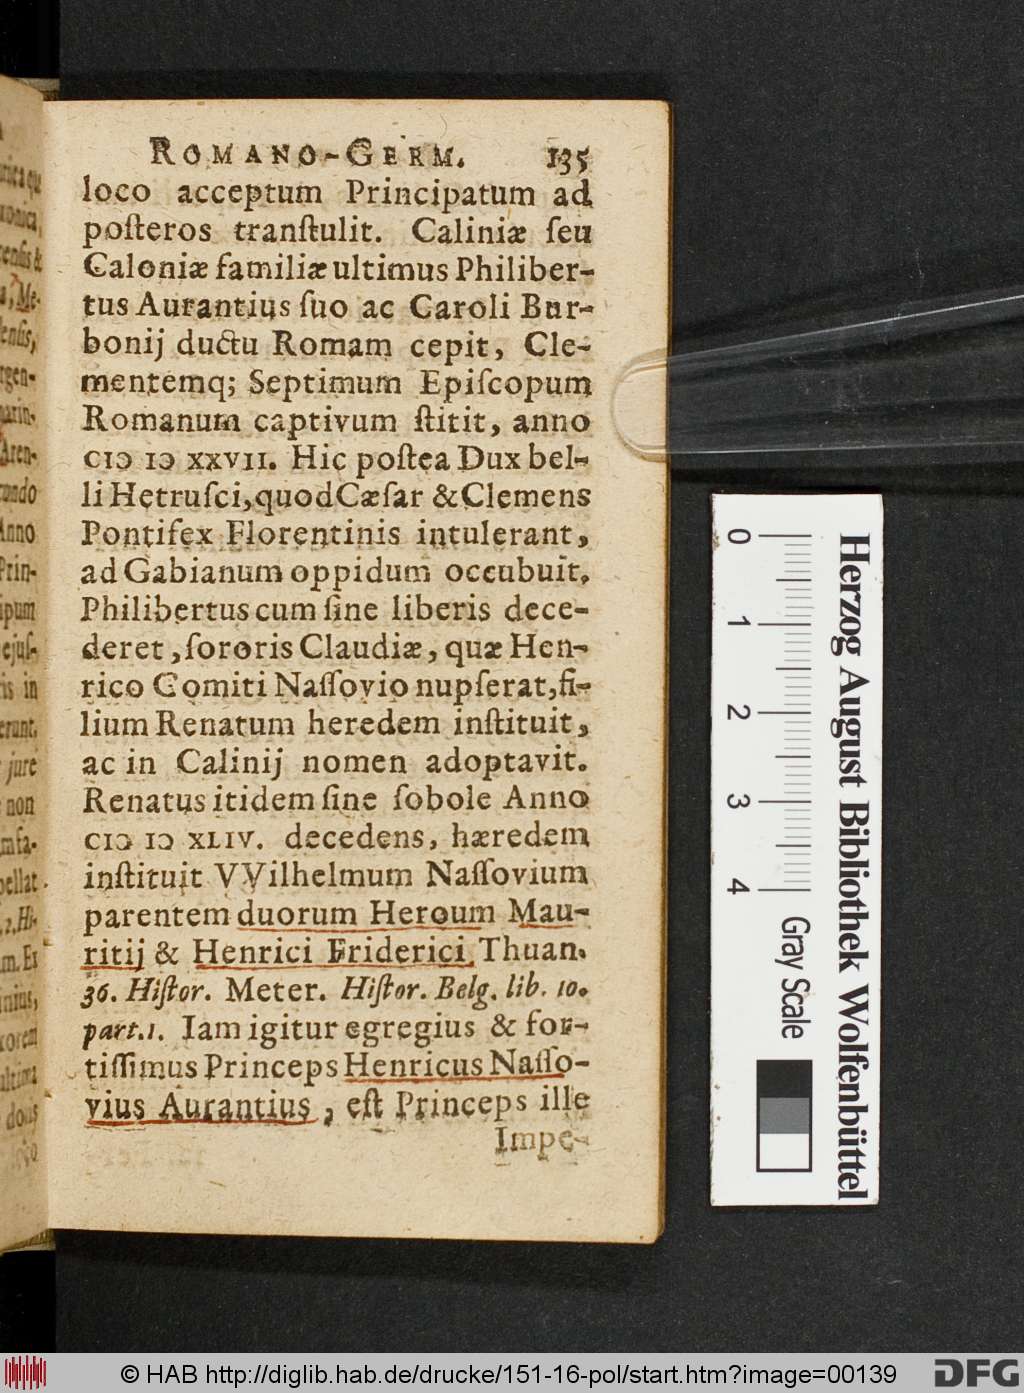 ROMANO-GERM. 135
loco acceptum Principatum ad
poſteros tranſtulit. Caliniæ ſeu
Caloniæ familiæ ultimus Philiber-
tus Aurantius ſuo ac Caroli Bur-
bonij ductu Romam cepit, Cle-
mentemq; Septimum Epiſcopum
Romanum captivum ſtitit, anno
CIↃ IↃ XXVII. Hic poſtea Dux bel-
li Hetruſci, quod Cæſar & Clemens
Pontifex Florentinis intulerant,
ad Gabianum oppidum occubuit.
Philibertus cum ſine liberis dece-
deret, ſororis Claudiæ, quæ Hen-
rico Comiti Naſſovio nupſerat, fi-
lium Renatum heredem inſtituit,
ac in Calinij nomen adoptavit.
Renatus itidem ſine ſobole Anno
CIↃ IↃ XLIV. decedens, hæredem
inſtituit VVilhelmum Naſſovium
parentem duorum Heroum Mau-
ritij & Henrici Friderici, Thuan.
36. Hiſtor. Meter. Hiſtor. Belg. lib. 10.
part. 1. Iam igitur egregius & for-
tiſſimus Princeps Henricus Naſſo-
vius Aurantius, eſt Princeps ille
Impe-
Herzog August Bibliothek Wolfenbüttel
0 1 2 3 4
Gray Scale
© HAB http://diglib.hab.de/drucke/151-16-pol/start.htm?image=00139
DFG